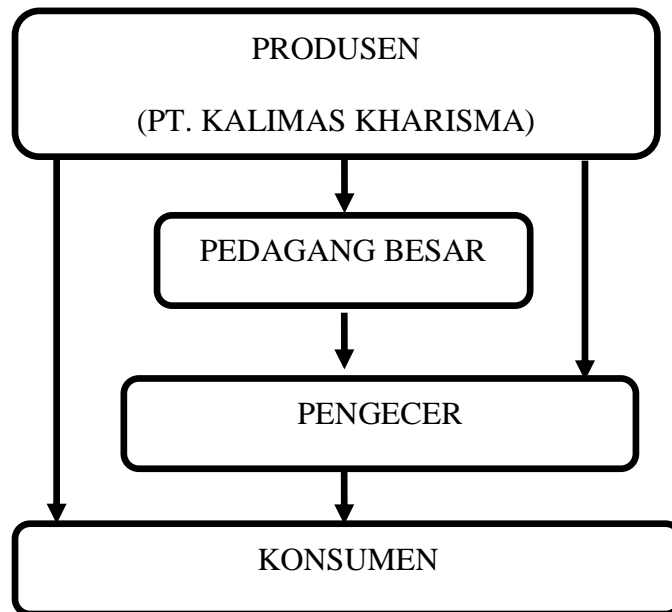 PRODUSEN
(PT. KALIMAS KHARISMA)
PEDAGANG BESAR
PENGECER
KONSUMEN